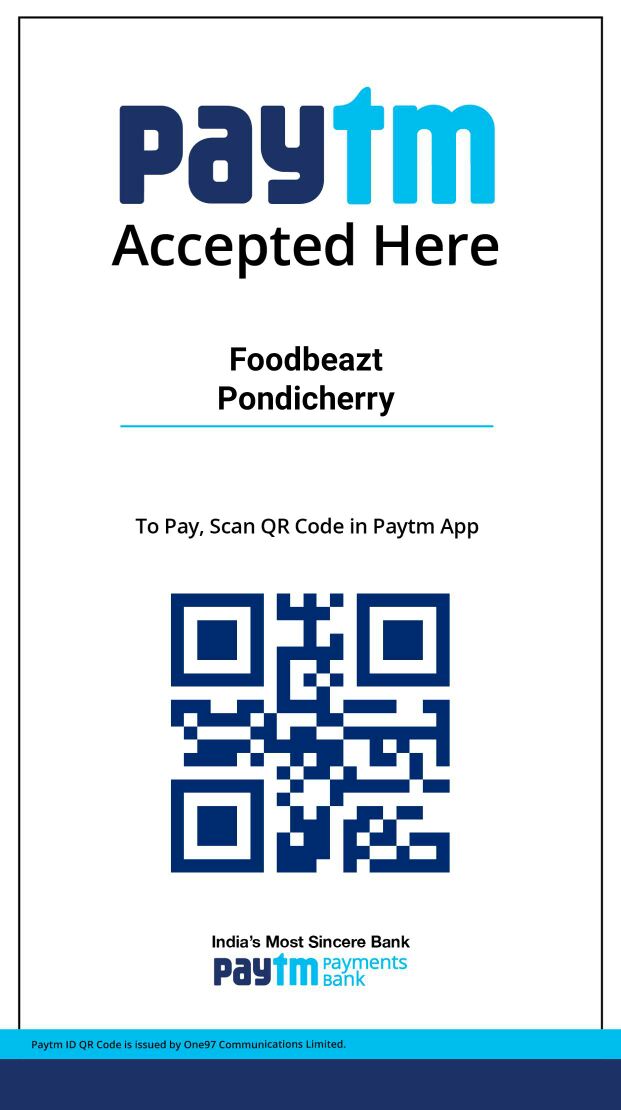 paytm
Accepted Here
Foodbeazt
Pondicherry
To Pay, Scan QR Code in Paytm App
India's Most Sincere Bank
paytm Payments
Bank
Paytm ID QR Code is issued by One97 Communications Limited.